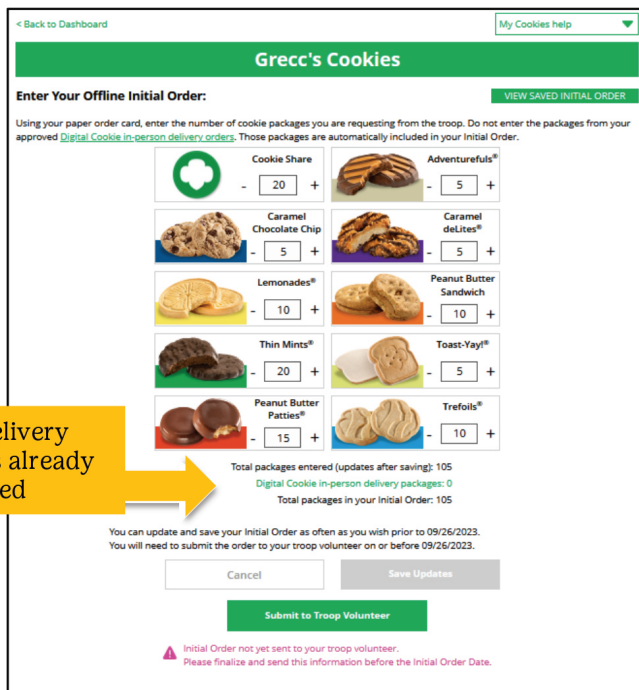 < Back to Dashboard
My Cookies help
Grecc's Cookies
Enter Your Offline Initial Order:
VIEW SAVED INITIAL ORDER
Using your paper order card, enter the number of cookie packages you are requesting from the troop. Do not enter the packages from your
approved Digital Cookie in-person delivery orders. Those packages are automatically included in your Initial Order.
Cookie Share
- 20 +
Adventurefuls®
- 5 +
Caramel
Chocolate Chip
- 5 +
Caramel
deLites®
- 5 +
Lemonades®
- 10 +
Peanut Butter
Sandwich
- 10 +
Thin Mints®
- 20 +
Toast-Yay!®
- 5 +
Peanut Butter
Patties®
- 15 +
Trefoils®
- 10 +
already
Total packages entered (updates after saving): 105
Digital Cookie in-person delivery packages: 0
Total packages in your Initial Order: 105
You can update and save your Initial Order as often as you wish prior to 09/26/2023.
You will need to submit the order to your troop volunteer on or before 09/26/2023.
Cancel
Save Updates
Submit to Troop Volunteer
Initial Order not yet sent to your troop volunteer.
Please finalize and send this information before the Initial Order Date.